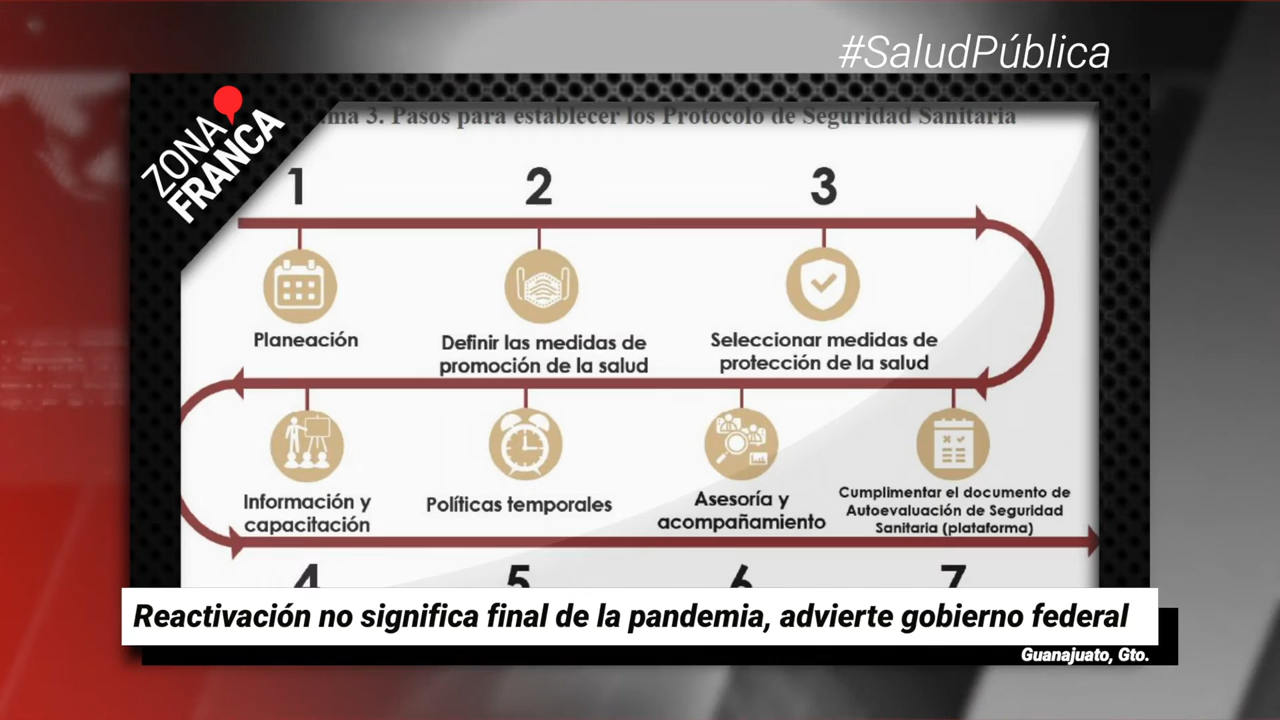 #SaludPública
ZONA
FRANCA
3. Pasos para establecer los Protocolo de Seguridad Sanitaria
1
2
3
Planeación
Definir las medidas de
promoción de la salud
Seleccionar medidas de
protección de la salud
Información y
capacitación
Políticas temporales
Asesoría y
acompañamiento
Cumplimentar el documento de
Autoevaluación de Seguridad
Sanitaria (plataforma)
4
5
6
7
Reactivación no significa final de la pandemia, advierte gobierno federal
Guanajuato, Gto.